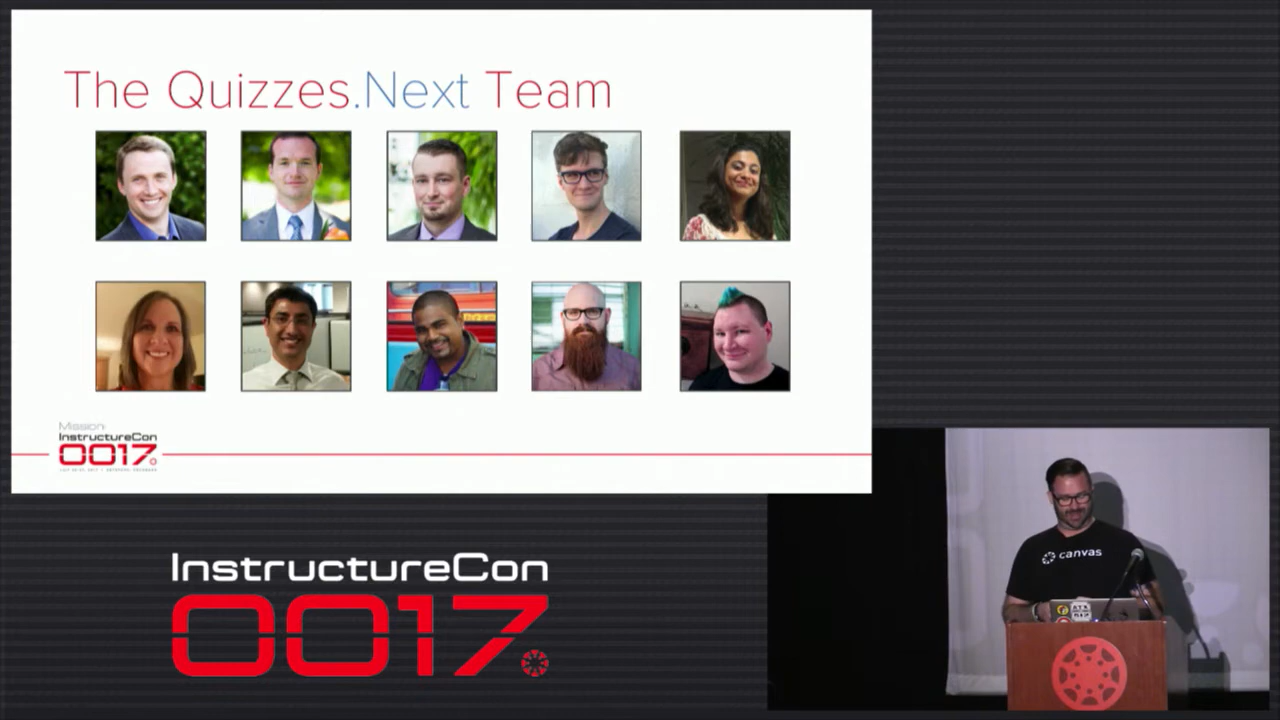 The Quizzes.Next Team
Mission:
InstructureCon
0017
InstructureCon
0017
canvas